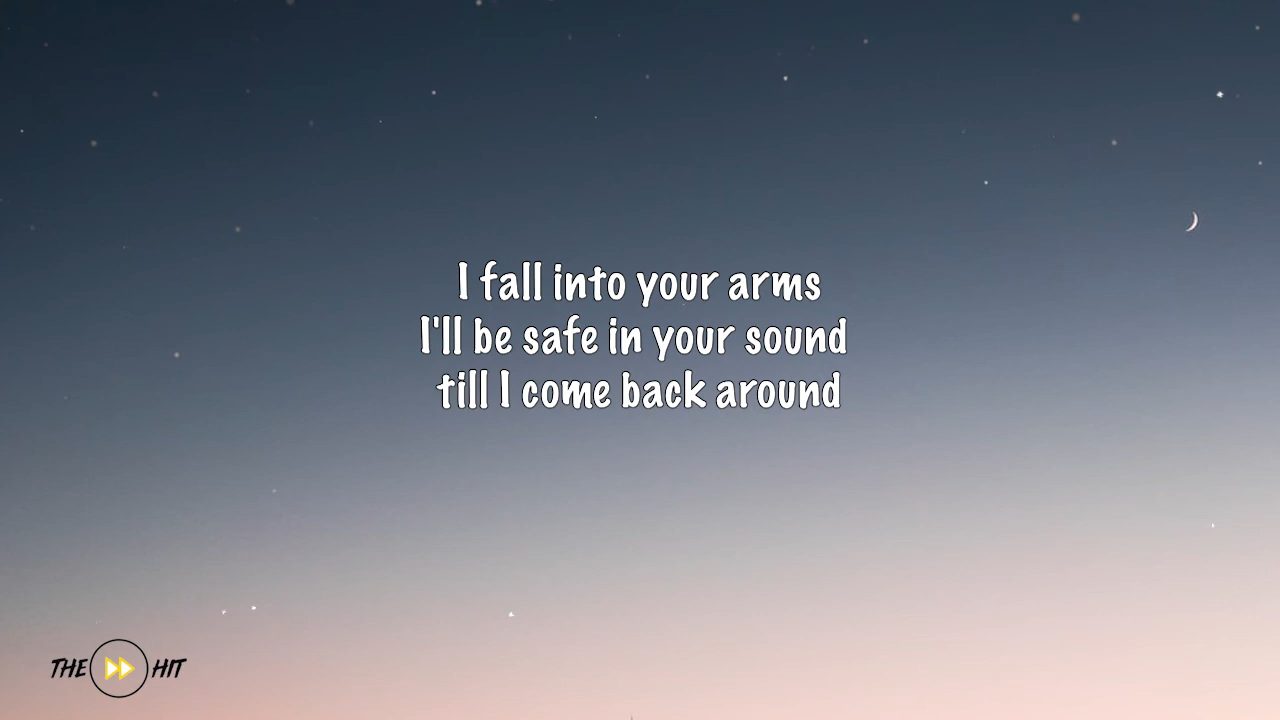 I fall into your arms
I'll be safe in your sound
till I come back around
THE HIT